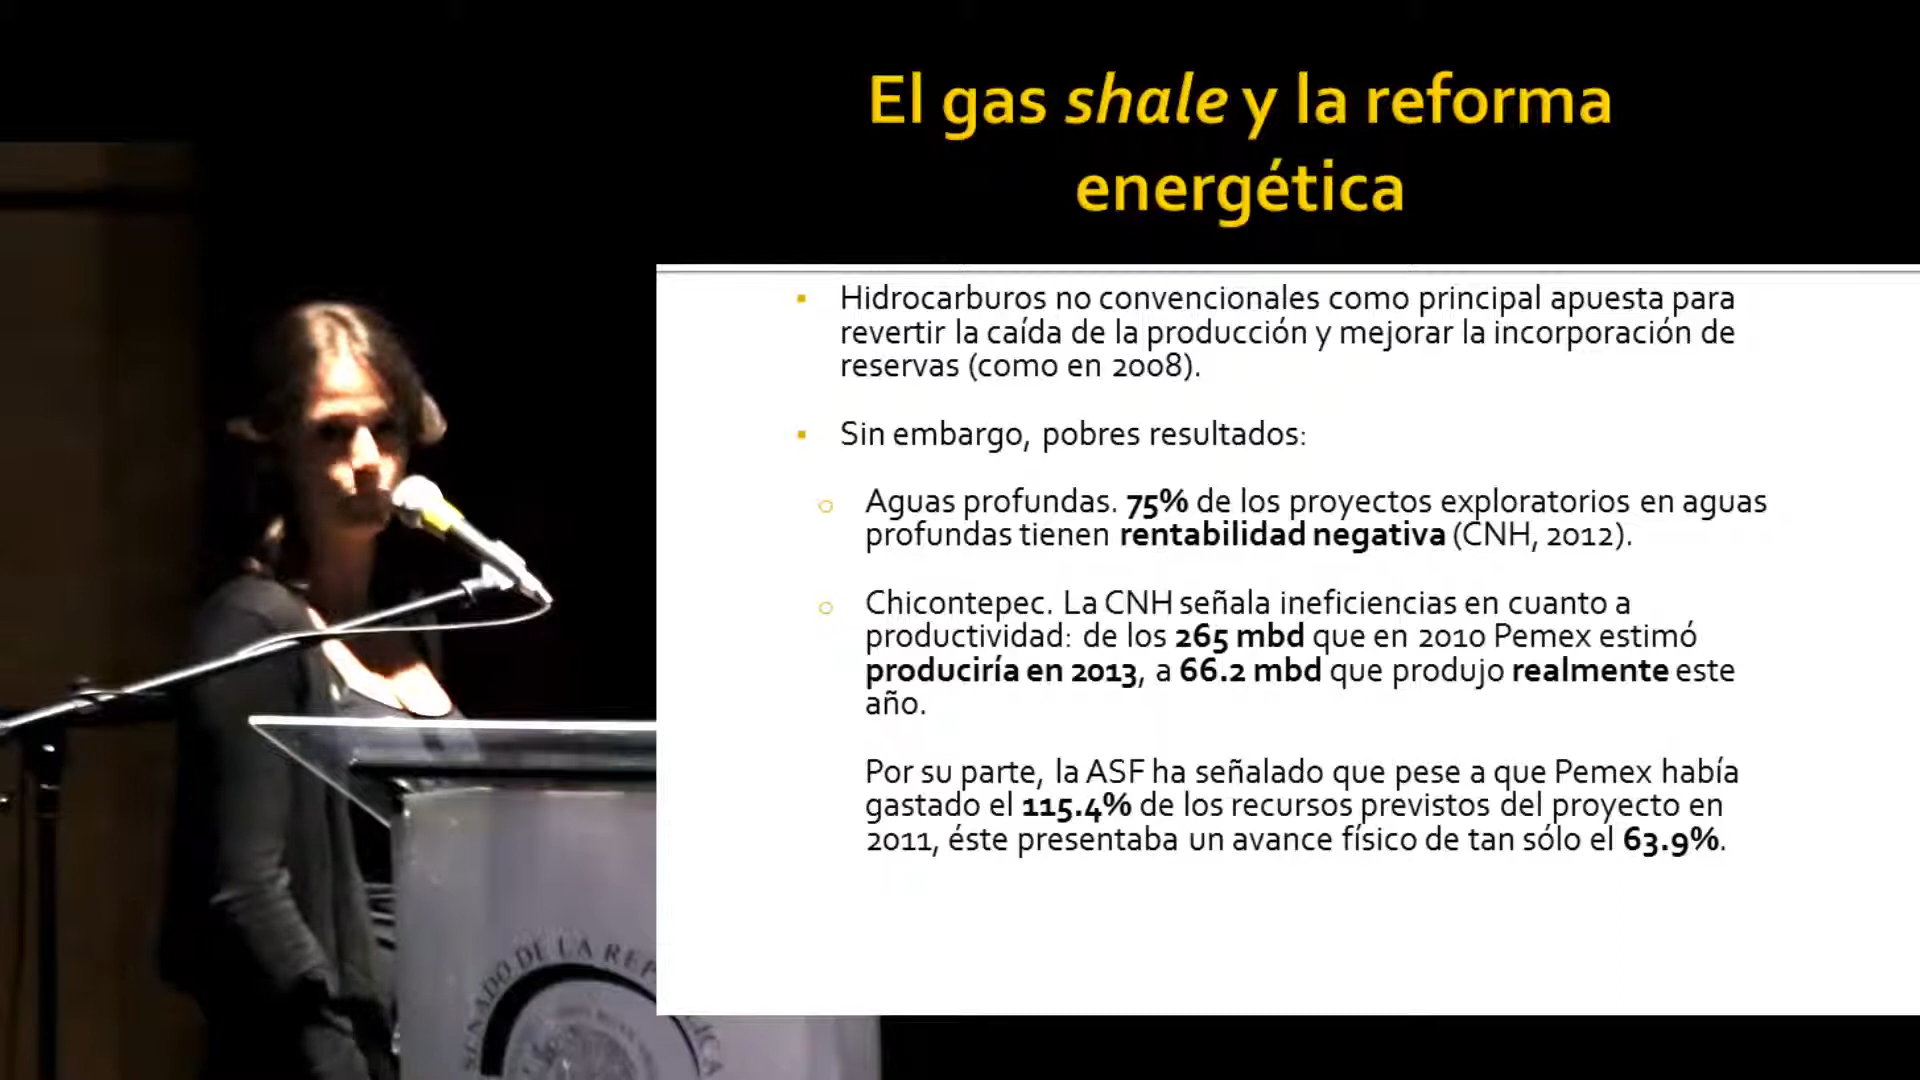 El gas shale y la reforma
energética
Hidrocarburos no convencionales como principal apuesta para
revertir la caída de la producción y mejorar la incorporación de
reservas (como en 2008).
Sin embargo, pobres resultados:
Aguas profundas. 75% de los proyectos exploratorios en aguas
profundas tienen rentabilidad negativa (CNH, 2012).
Chicontepec. La CNH señala ineficiencias en cuanto a
productividad: de los 265 mbd que en 2010 Pemex estimó
produciría en 2013, a 66.2 mbd que produjo realmente este
año.
Por su parte, la ASF ha señalado que pese a que Pemex había
gastado el 115.4% de los recursos previstos del proyecto en
2011, éste presentaba un avance físico de tan sólo el 63.9%.
SENADO DE LA REP